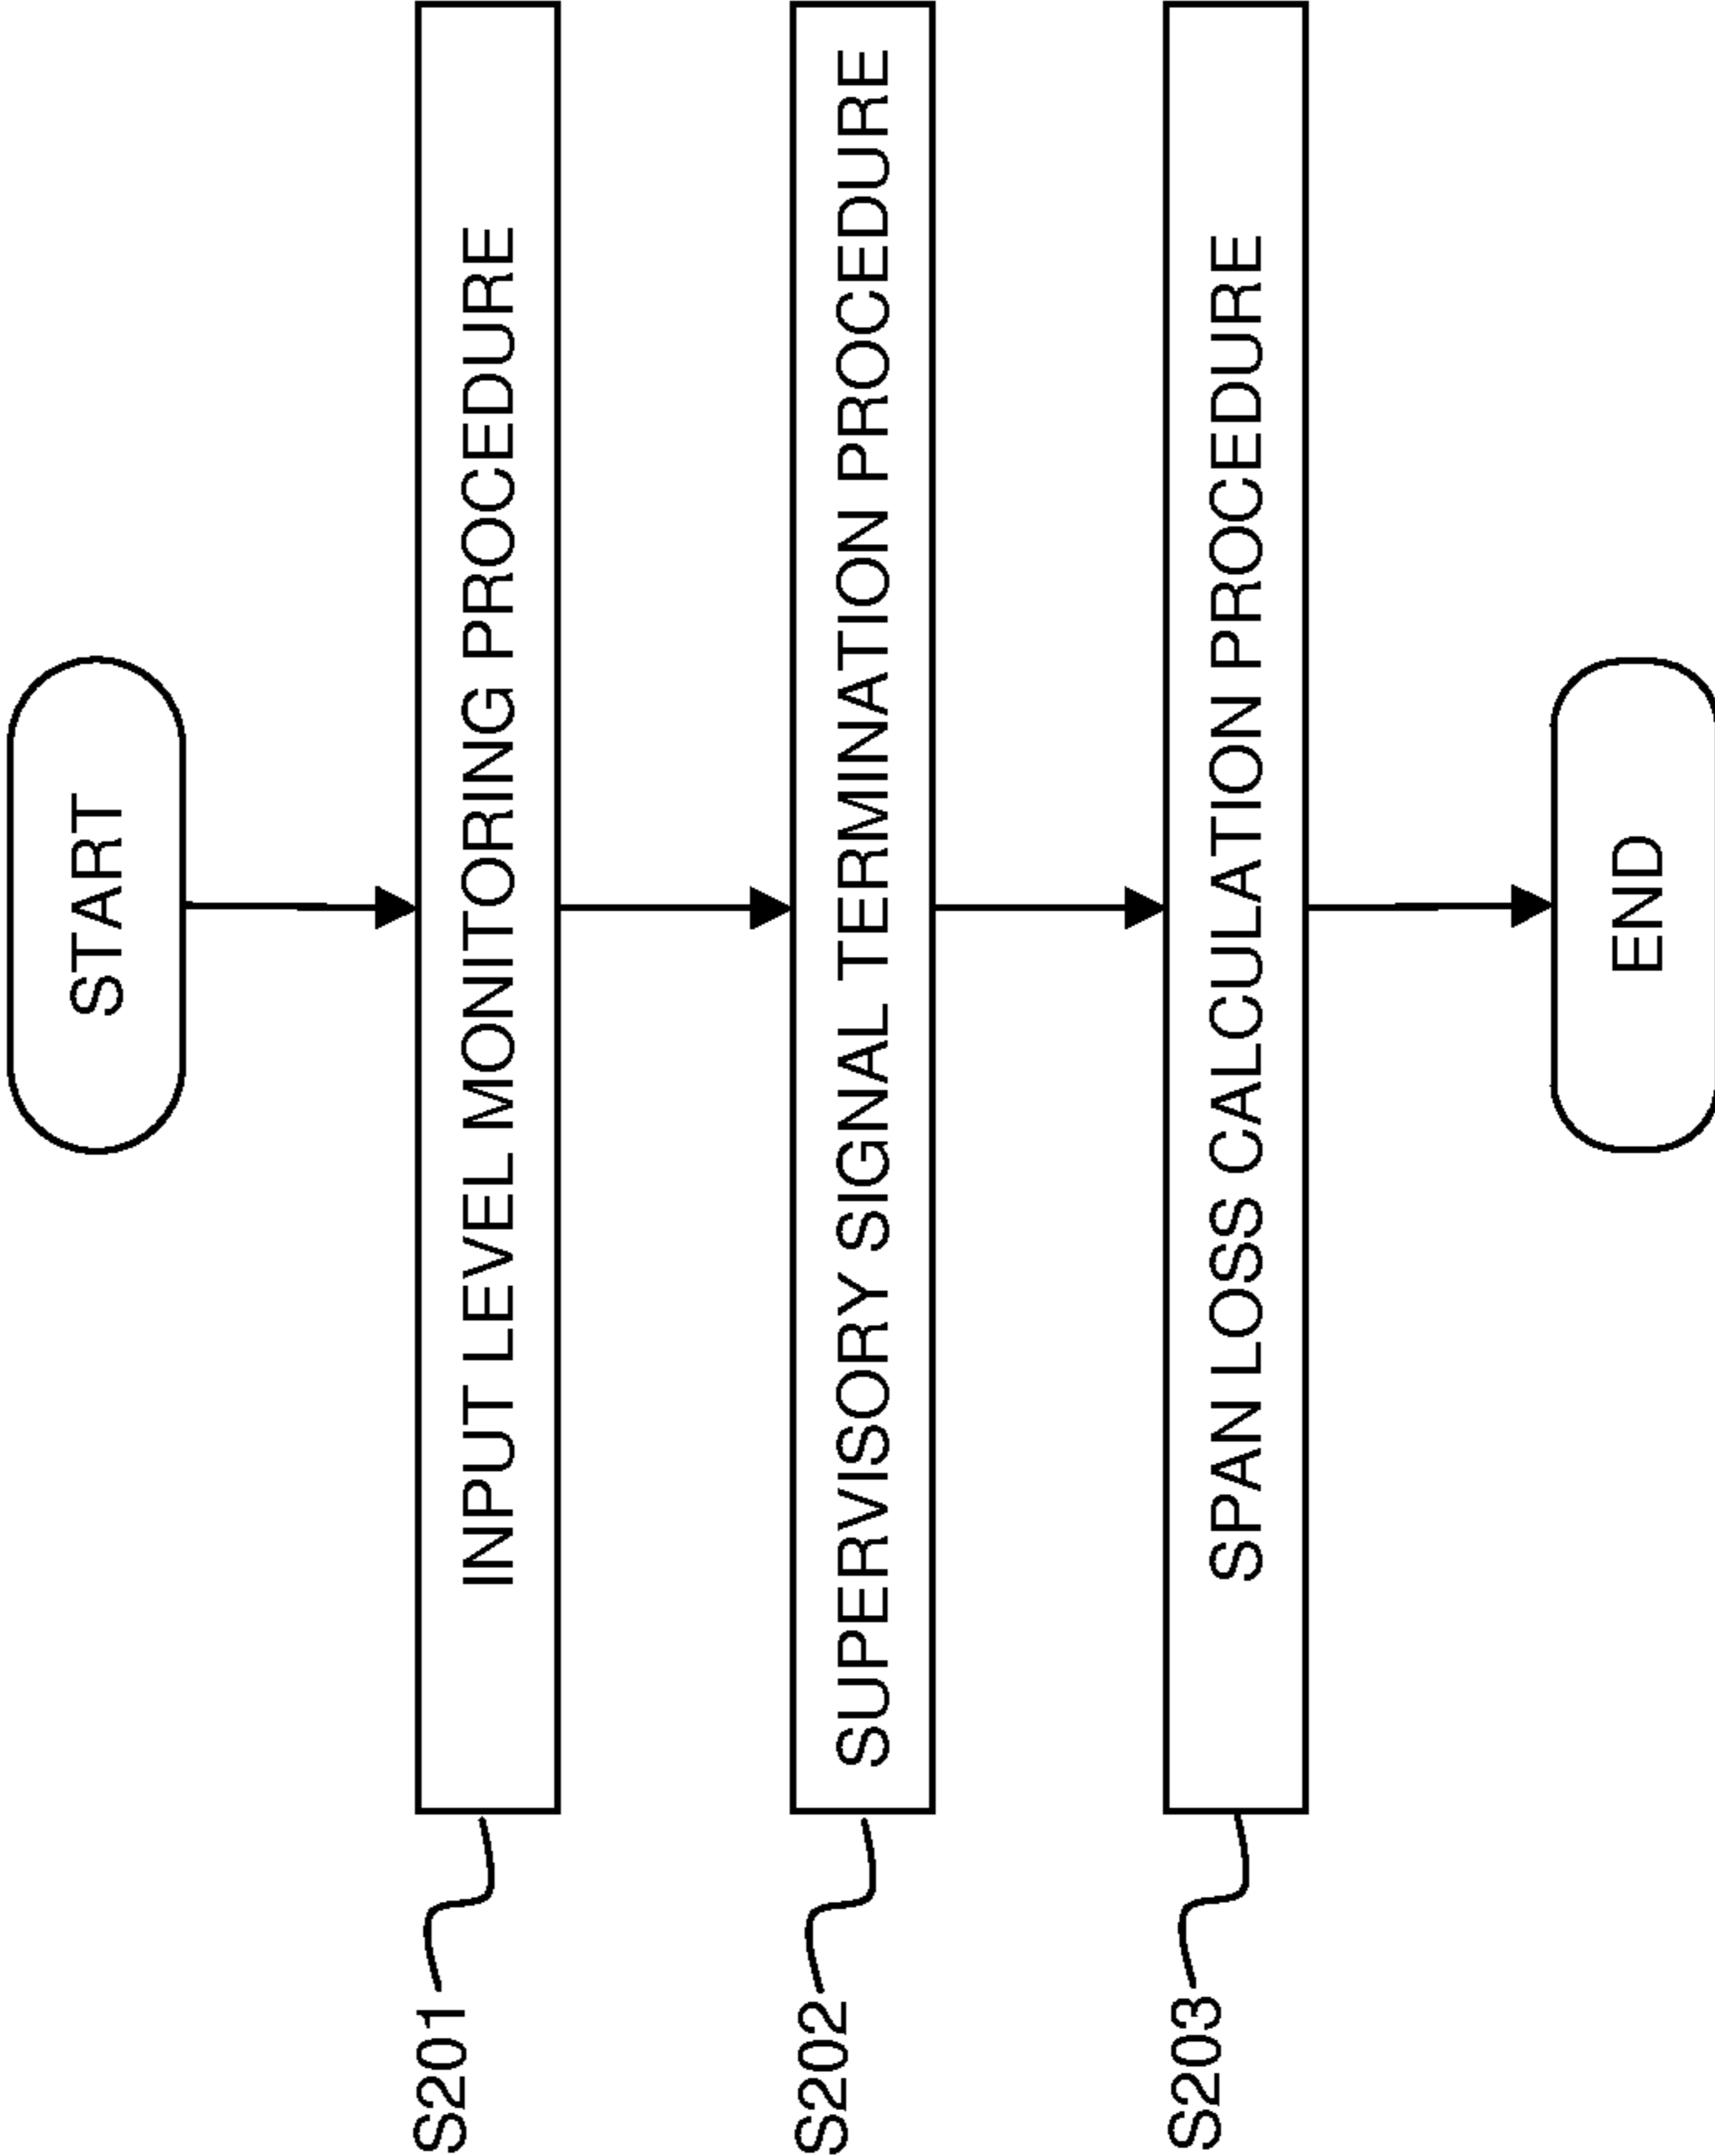 START
S201
INPUT LEVEL MONITORING PROCEDURE
S202
SUPERVISORY SIGNAL TERMINATION PROCEDURE
S203
SPAN LOSS CALCULATION PROCEDURE
END